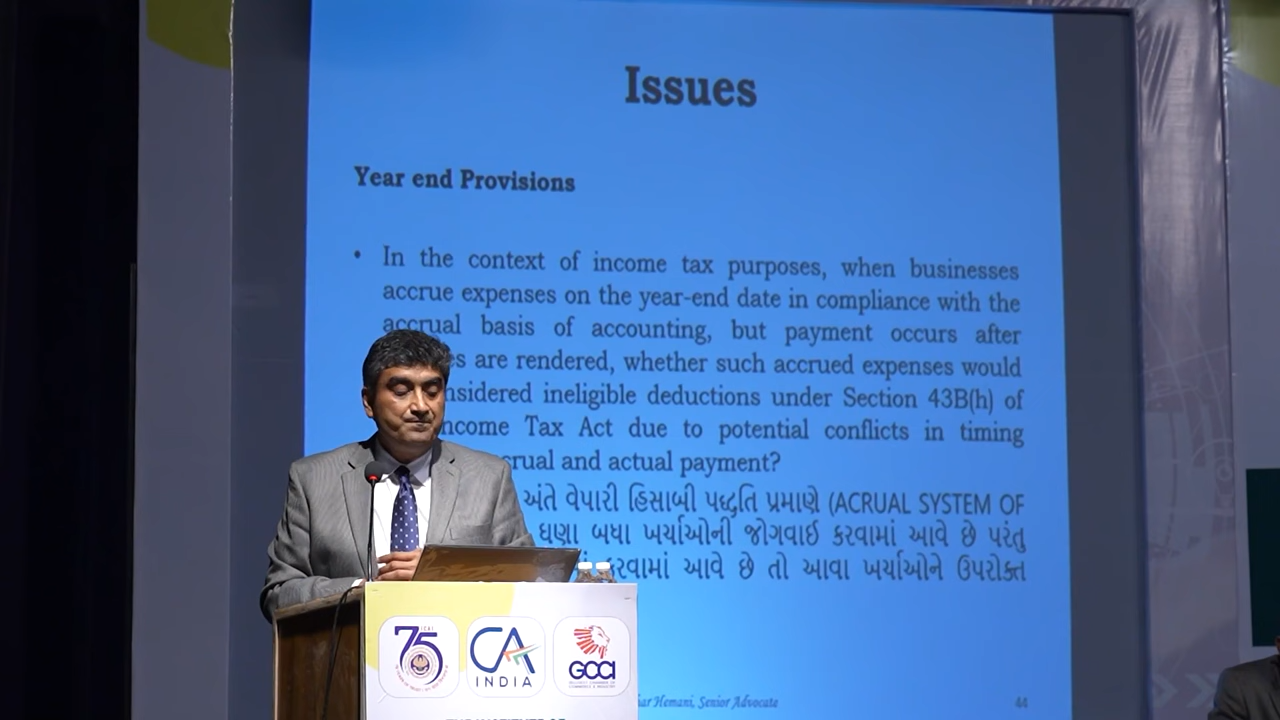 Issues
Year end Provisions
• In the context of income tax purposes, when businesses
accrue expenses on the year-end date in compliance with the
accrual basis of accounting, but payment occurs after
es are rendered, whether such accrued expenses would
nsidered ineligible deductions under Section 43B(h) of
ncome Tax Act due to potential conflicts in timing
rual and actual payment?
અંતે વેપારી હિસાબી પદ્ધતિ પ્રમાણે (ACRUAL SYSTEM OF
ઘણા બધા ખર્ચાઓની જોગવાઈ કરવામાં આવે છે પરંતુ
કરવામાં આવે છે તો આવા ખર્ચાઓને ઉપરોક્ત
har Hemani, Senior Advocate
44
75
ICAI
CA
INDIA
GCCI